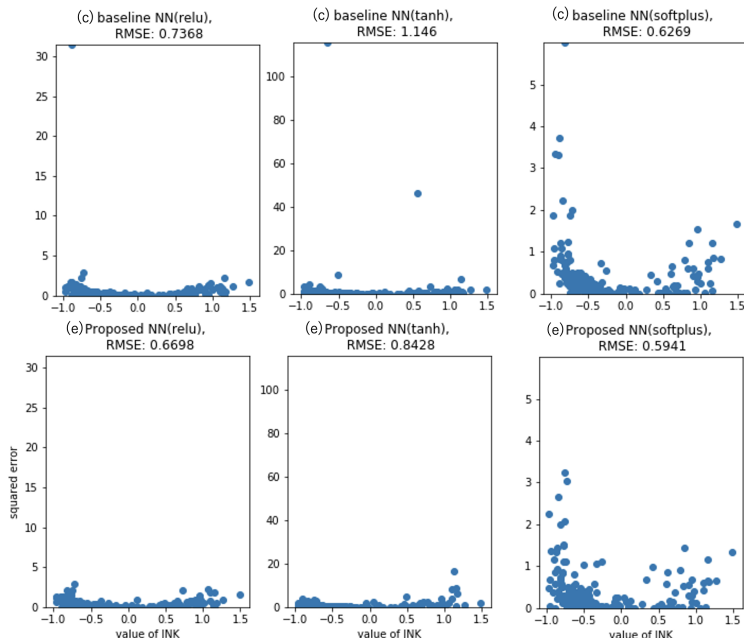 (c) baseline NN(relu),
RMSE: 0.7368
(c) baseline NN(tanh),
RMSE: 1.146
(c) baseline NN(softplus),
RMSE: 0.6269
30
25
20
15
10
5
0
−1.0 −0.5 0.0 0.5 1.0 1.5
100
80
60
40
20
0
−1.0 −0.5 0.0 0.5 1.0 1.5
5
4
3
2
1
0
−1.0 −0.5 0.0 0.5 1.0 1.5
(e) Proposed NN(relu),
RMSE: 0.6698
(e) Proposed NN(tanh),
RMSE: 0.8428
(e) Proposed NN(softplus),
RMSE: 0.5941
squared error
30
25
20
15
10
5
0
−1.0 −0.5 0.0 0.5 1.0 1.5
value of INK
100
80
60
40
20
0
−1.0 −0.5 0.0 0.5 1.0 1.5
value of INK
5
4
3
2
1
0
−1.0 −0.5 0.0 0.5 1.0 1.5
value of INK